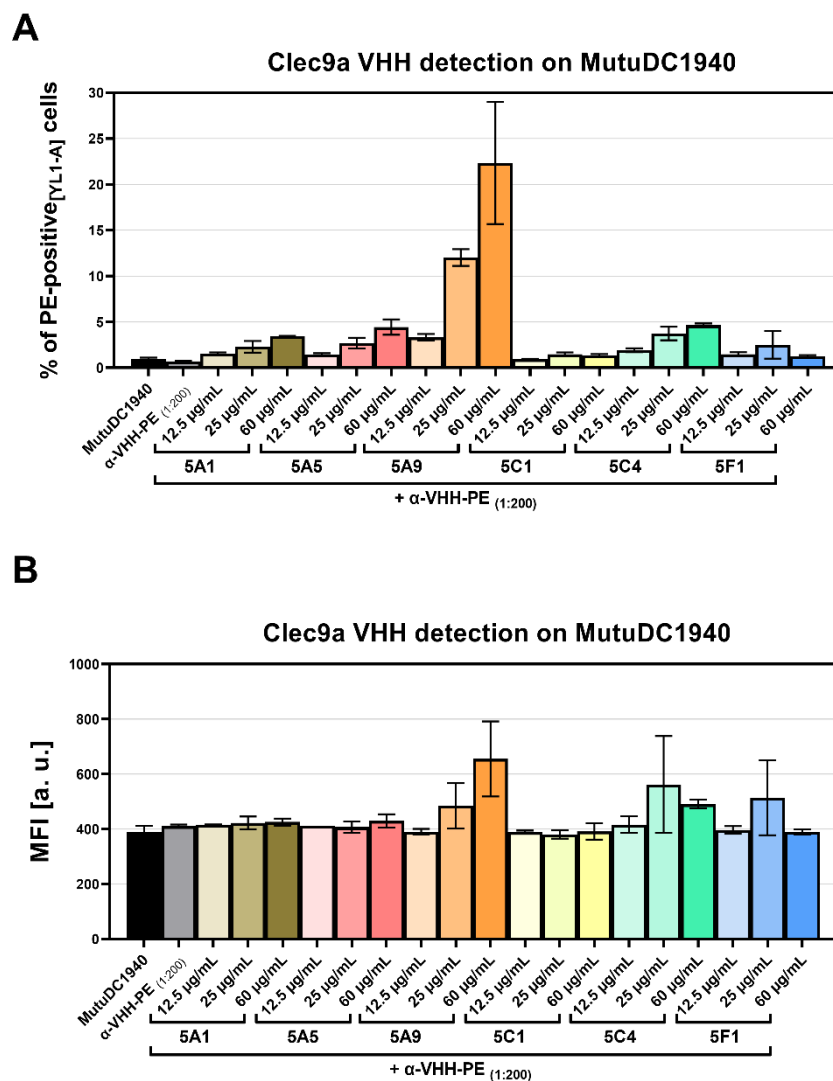 A
Clec9a VHH detection on MutuDC1940
% of PE-positive[YL1-A] cells
30
25
20
15
10
5
0
MutuDC1940
α-VHH-PE (1:200)
12.5 µg/mL
25 µg/mL
60 µg/mL
12.5 µg/mL
25 µg/mL
60 µg/mL
12.5 µg/mL
25 µg/mL
60 µg/mL
12.5 µg/mL
25 µg/mL
60 µg/mL
12.5 µg/mL
25 µg/mL
60 µg/mL
12.5 µg/mL
25 µg/mL
60 µg/mL
5A1 5A5 5A9 5C1 5C4 5F1
+ α-VHH-PE (1:200)
B
Clec9a VHH detection on MutuDC1940
MFI [a. u.]
1000
800
600
400
200
0
MutuDC1940
α-VHH-PE (1:200)
12.5 µg/mL
25 µg/mL
60 µg/mL
12.5 µg/mL
25 µg/mL
60 µg/mL
12.5 µg/mL
25 µg/mL
60 µg/mL
12.5 µg/mL
25 µg/mL
60 µg/mL
12.5 µg/mL
25 µg/mL
60 µg/mL
12.5 µg/mL
25 µg/mL
60 µg/mL
5A1 5A5 5A9 5C1 5C4 5F1
+ α-VHH-PE (1:200)